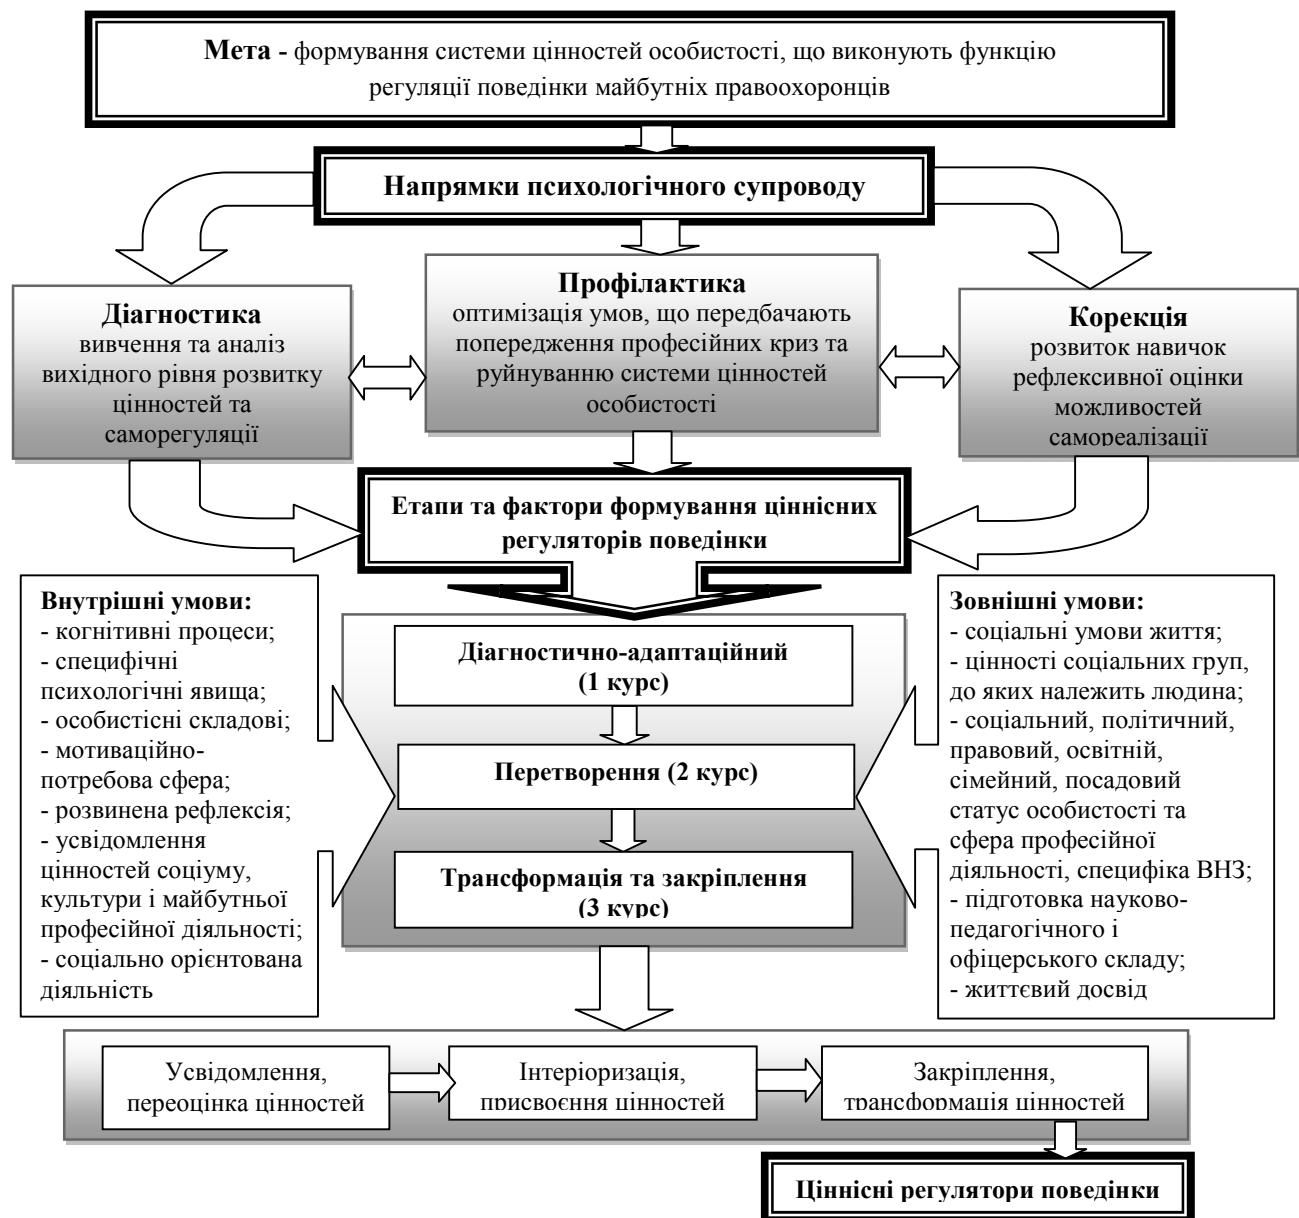 Мета - формування системи цінностей особистості, що виконують функцію
регуляції поведінки майбутніх правоохоронців
Напрямки психологічного супроводу
Діагностика
вивчення та аналіз
вихідного рівня розвитку
цінностей та
саморегуляції
Профілактика
оптимізація умов, що передбачають
попередження професійних криз та
руйнуванню системи цінностей
особистості
Корекція
розвиток навичок
рефлексивної оцінки
можливостей
самореалізації
Етапи та фактори формування ціннісних
регуляторів поведінки
Внутрішні умови:
- когнітивні процеси;
- специфічні
психологічні явища;
- особистісні складові;
- мотиваційно-
потребова сфера;
- розвинена рефлексія;
- усвідомлення
цінностей соціуму,
культури і майбутньої
професійної діяльності;
- соціально орієнтована
діяльність
Діагностично-адаптаційний
(1 курс)
Перетворення (2 курс)
Трансформація та закріплення
(3 курс)
Зовнішні умови:
- соціальні умови життя;
- цінності соціальних груп,
до яких належить людина;
- соціальний, політичний,
правовий, освітній,
сімейний, посадовий
статус особистості та
сфера професійної
діяльності, специфіка ВНЗ;
- підготовка науково-
педагогічного і
офіцерського складу;
- життєвий досвід
Усвідомлення,
переоцінка цінностей
Інтеріоризація,
присвоєння цінностей
Закріплення,
трансформація цінностей
Ціннісні регулятори поведінки